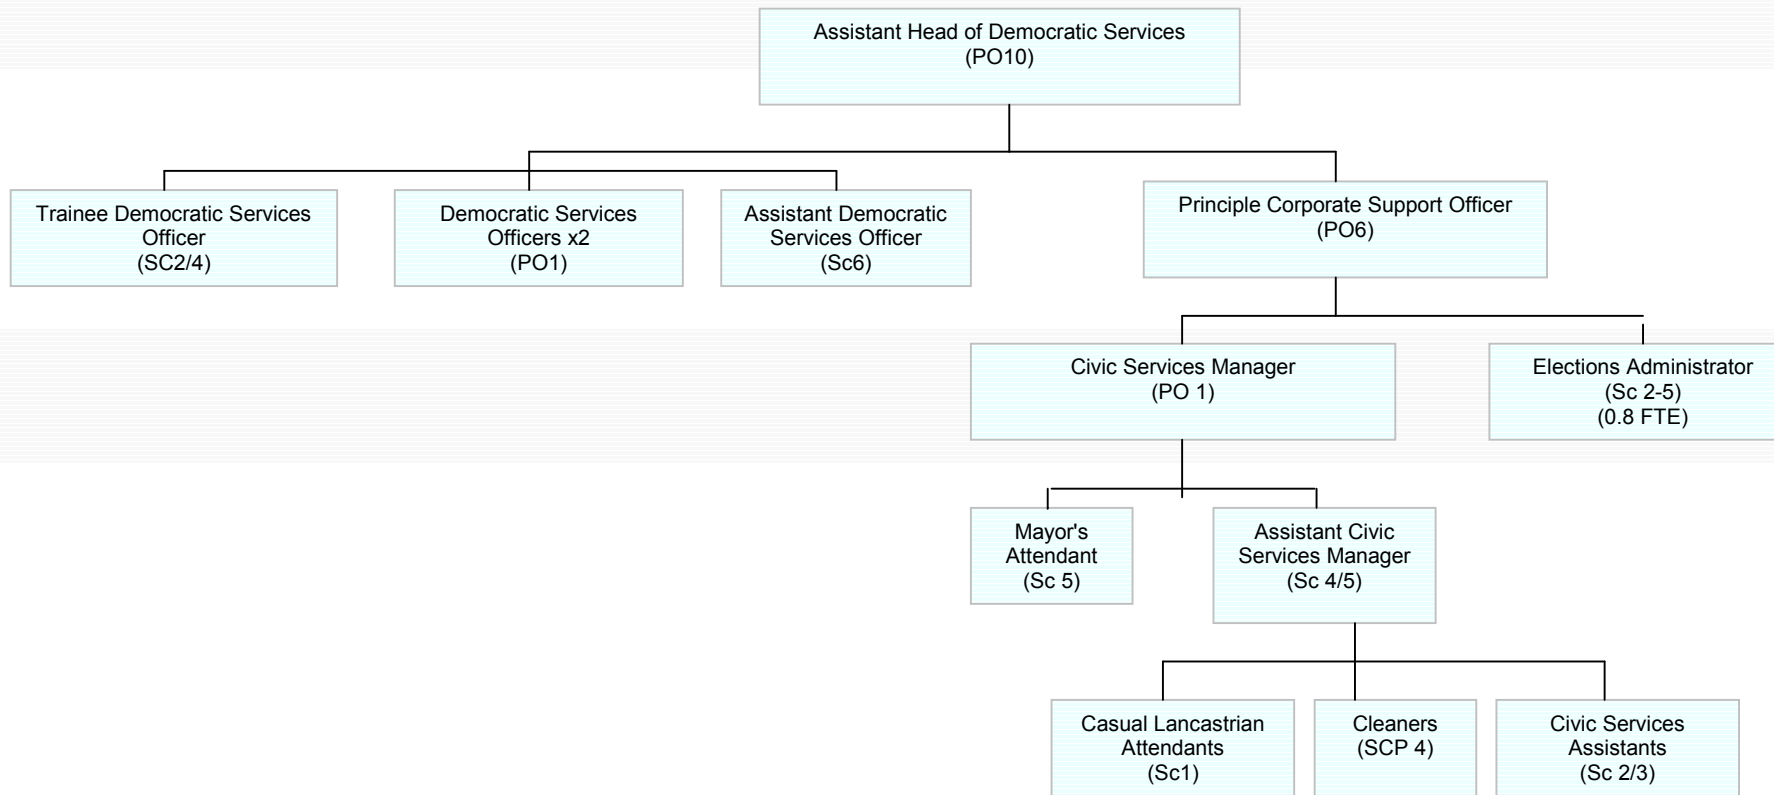 Assistant Head of Democratic Services
(PO10)
Trainee Democratic Services
Officer
(SC2/4)
Democratic Services
Officers x2
(PO1)
Assistant Democratic
Services Officer
(Sc6)
Principle Corporate Support Officer
(PO6)
Civic Services Manager
(PO 1)
Elections Administrator
(Sc 2-5)
(0.8 FTE)
Mayor's
Attendant
(Sc 5)
Assistant Civic
Services Manager
(Sc 4/5)
Casual Lancastrian
Attendants
(Sc1)
Cleaners
(SCP 4)
Civic Services
Assistants
(Sc 2/3)